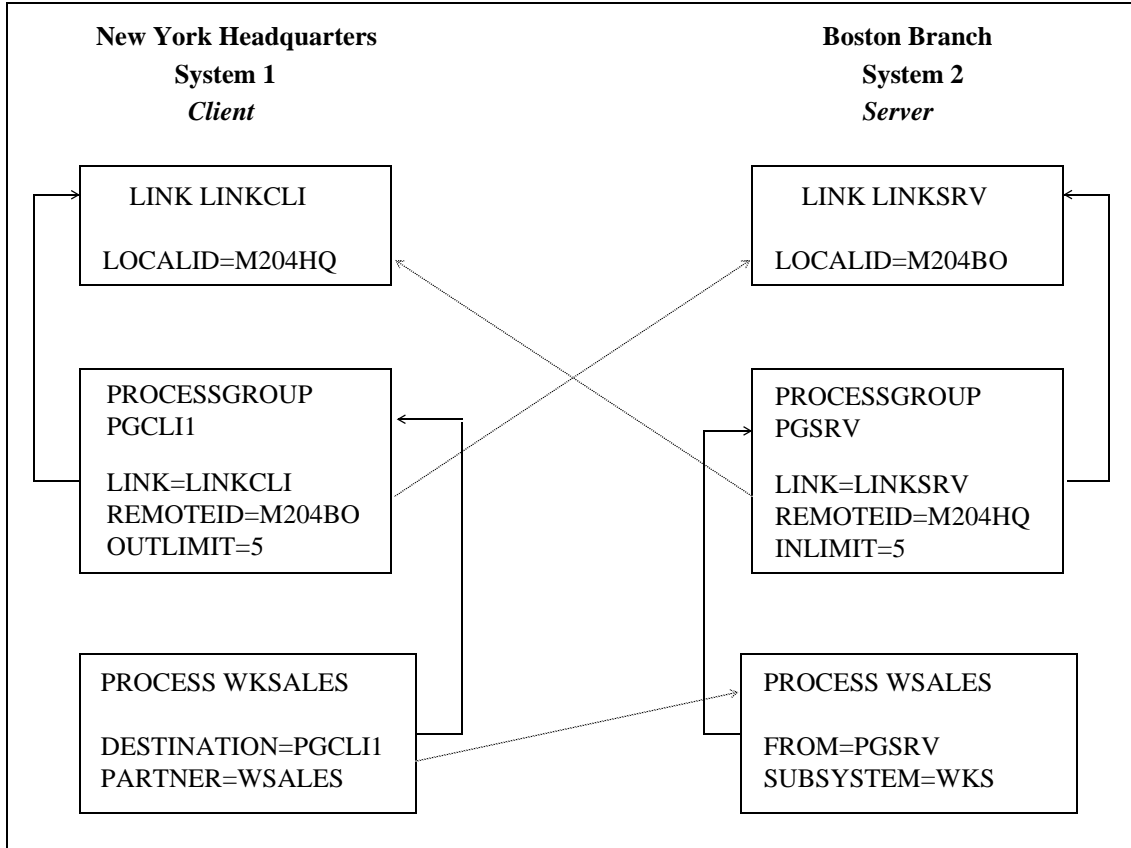 New York Headquarters
System 1
Client
Boston Branch
System 2
Server
LINK LINKCLI
LOCALID=M204HQ
LINK LINKSRV
LOCALID=M204BO
PROCESSGROUP
PGCLI1
LINK=LINKCLI
REMOTEID=M204BO
OUTLIMIT=5
PROCESSGROUP
PGSRV
LINK=LINKSRV
REMOTEID=M204HQ
INLIMIT=5
PROCESS WKSALES
DESTINATION=PGCLI1
PARTNER=WSALES
PROCESS WSALES
FROM=PGSRV
SUBSYSTEM=WKS